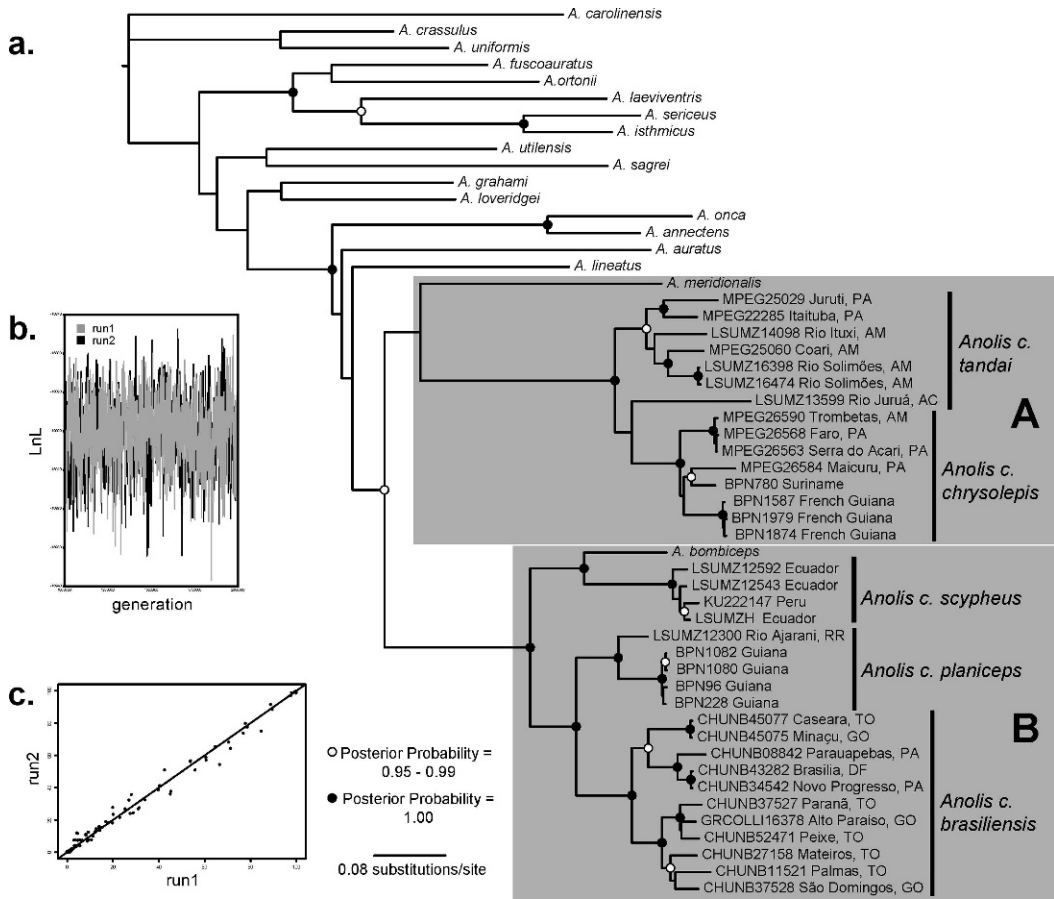 a.
A. carolinensis
A. crassulus
A. uniformis
A. fuscoauratus
A.ortonii
A. laeviventris
A. sericeus
A. isthmicus
A. utilensis
A. sagrei
A. grahami
A. loveridgei
A. onca
A. annectens
A. auratus
A. lineatus
A. meridionalis
MPEG25029 Juruti, PA
MPEG22285 Itaituba, PA
LSUMZ14098 Rio Ituxi, AM
MPEG25060 Coari, AM
LSUMZ16398 Rio Solimões, AM
LSUMZ16474 Rio Solimões, AM
LSUMZ13599 Rio Juruá, AC
Anolis c.
tandai
A
MPEG26590 Trombetas, AM
MPEG26568 Faro, PA
MPEG26563 Serra do Acari, PA
MPEG26584 Maicuru, PA
BPN780 Suriname
BPN1587 French Guiana
BPN1979 French Guiana
BPN1874 French Guiana
Anolis c.
chrysolepis
A. bombiceps
LSUMZ12592 Ecuador
LSUMZ12543 Ecuador
KU222147 Peru
LSUMZH Ecuador
Anolis c. scypheus
LSUMZ12300 Rio Ajarani, RR
BPN1082 Guiana
BPN1080 Guiana
BPN96 Guiana
BPN228 Guiana
Anolis c. planiceps
B
CHUNB45077 Caseara, TO
CHUNB45075 Minaçu, GO
CHUNB08842 Parauapebas, PA
CHUNB43282 Brasilia, DF
CHUNB34542 Novo Progresso, PA
CHUNB37527 Paranã, TO
GRCOLLI16378 Alto Paraiso, GO
CHUNB52471 Peixe, TO
CHUNB27158 Mateiros, TO
CHUNB11521 Palmas, TO
CHUNB37528 São Domingos, GO
Anolis c.
brasiliensis
b.
run1
run2
LnL
generation
c.
run2
0 20 40 60 80 100
run1
Posterior Probability =
0.95 - 0.99
Posterior Probability =
1.00
0.08 substitutions/site